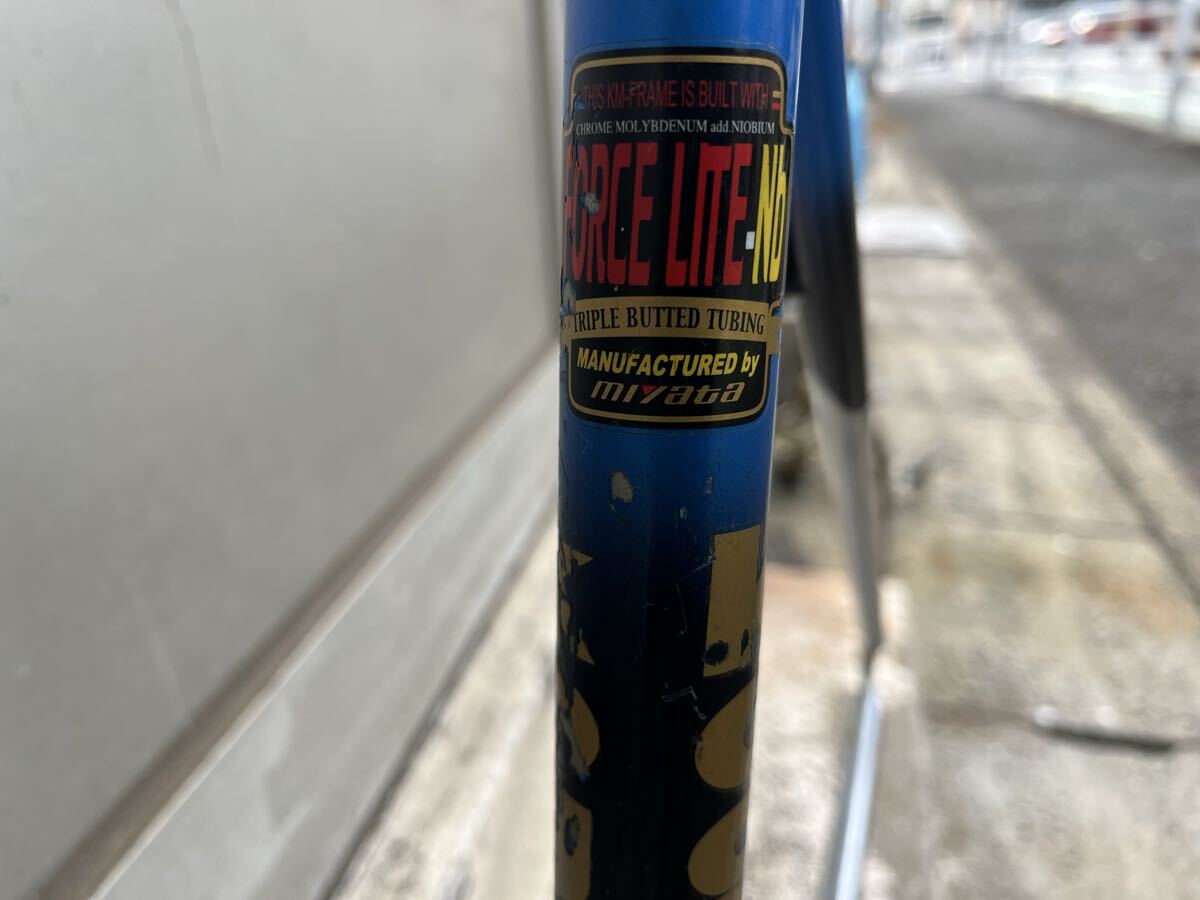 THIS KM-FRAME IS BUILT WITH
CHROME MOLYBDENUM add.NIOBIUM
FORCE LITE-Nb
TRIPLE BUTTED TUBING
MANUFACTURED by
miyata